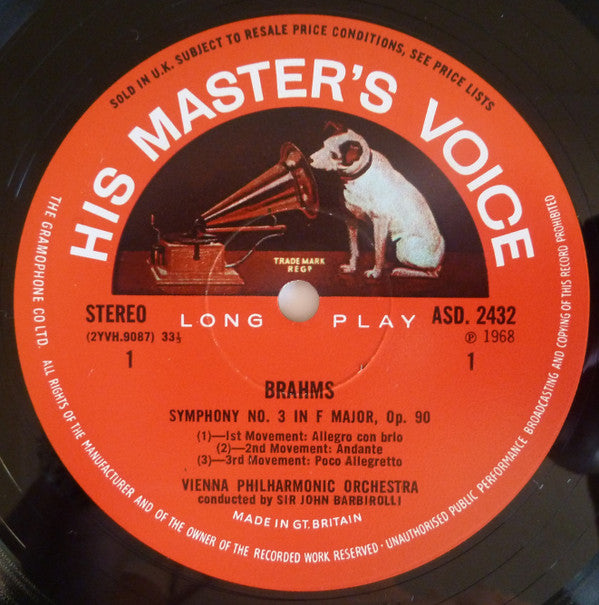 SOLD IN U.K. SUBJECT TO RESALE PRICE CONDITIONS, SEE PRICE LISTS
HIS MASTER'S VOICE
TRADE MARK
REGD
STEREO
(2YVH.9087) 33⅓
1
LONG PLAY
ASD. 2432
℗ 1968
1
BRAHMS
SYMPHONY NO. 3 IN F MAJOR, Op. 90
(1)—1st Movement: Allegro con brio
(2)—2nd Movement: Andante
(3)—3rd Movement: Poco Allegretto
VIENNA PHILHARMONIC ORCHESTRA
conducted by SIR JOHN BARBIROLLI
MADE IN GT. BRITAIN
THE GRAMOPHONE CO. LTD. ALL RIGHTS OF THE MANUFACTURER AND OF THE OWNER OF THE RECORDED WORK RESERVED · UNAUTHORISED PUBLIC PERFORMANCE BROADCASTING AND COPYING OF THIS RECORD PROHIBITED